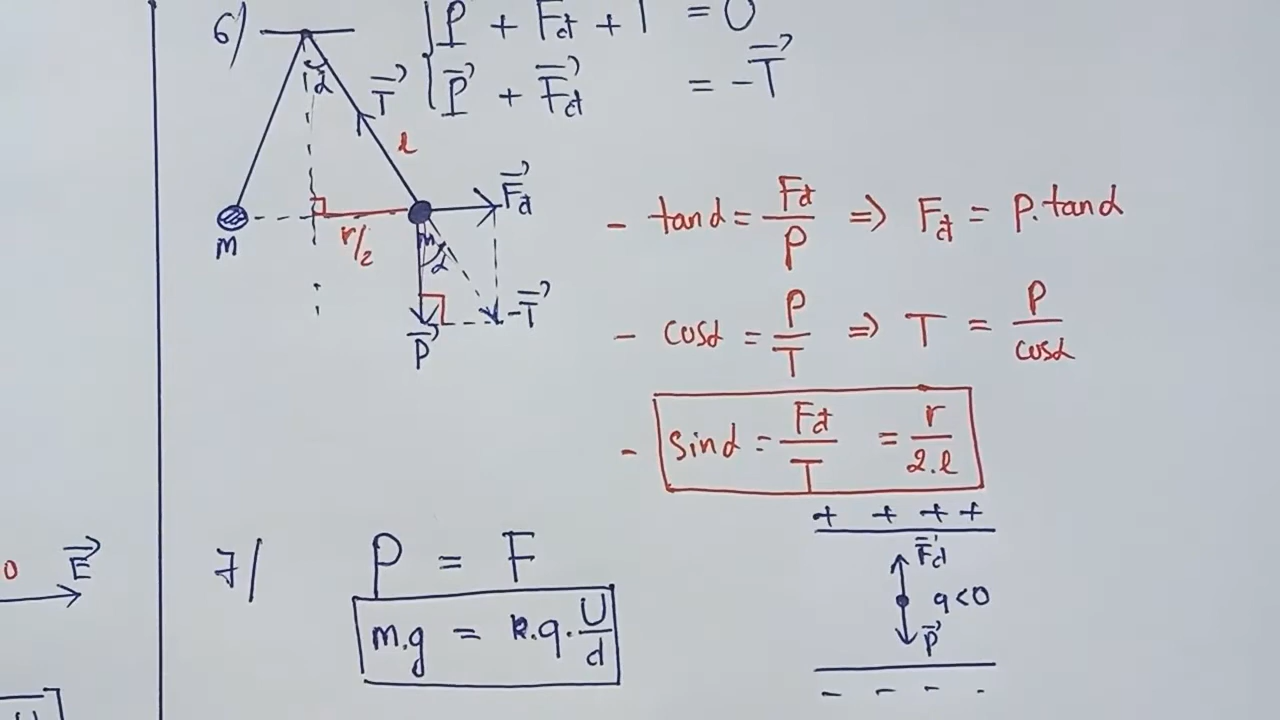 6) P + Fđ + T = 0
P + Fđ = -T
α
T
l
Fđ
m
r/2
m
α
-T
P
- tanα = Fđ/P => Fđ = P.tanα
- cosα = P/T => T = P/cosα
- sinα = Fđ/T = r/2.l
0 E
7/ P = F
m.g = k.q.U/d
+ + + +
Fđ
q<0
P
- - - -